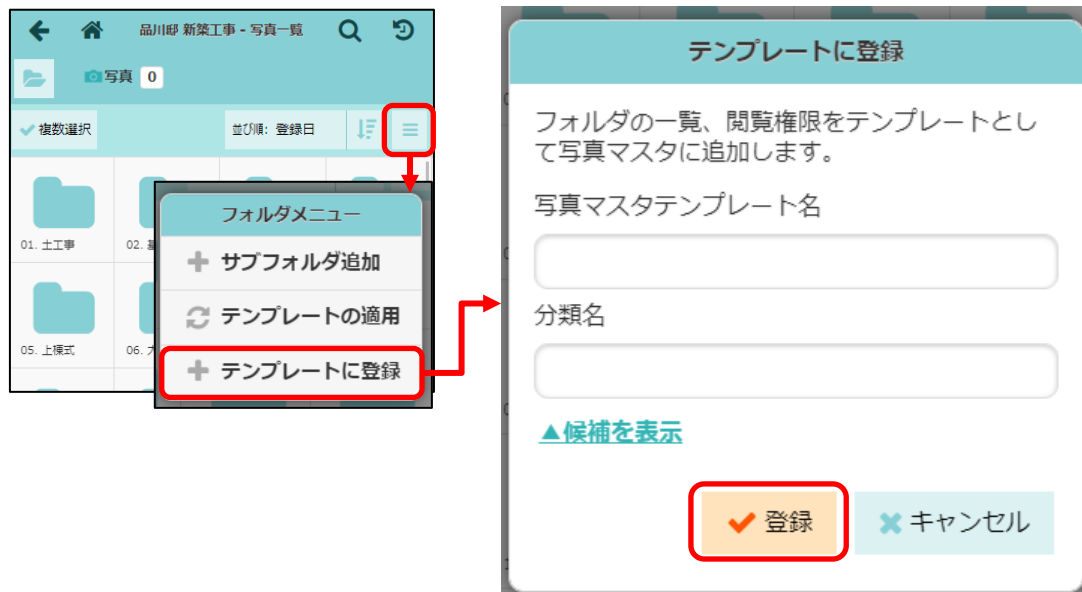 品川邸 新築工事 - 写真一覧
写真 0
複数選択
並び順: 登録日
01. 土工事
02.
05. 上棟式
06.
フォルダメニュー
サブフォルダ追加
テンプレートの適用
テンプレートに登録
テンプレートに登録
フォルダの一覧、閲覧権限をテンプレートとし
て写真マスタに追加します。
写真マスタテンプレート名
分類名
▲候補を表示
登録
キャンセル